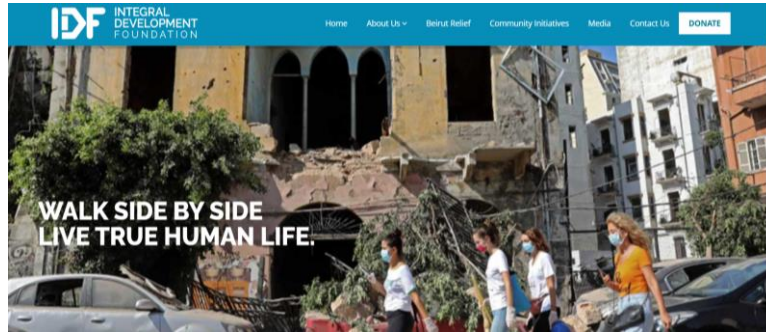 IDF
INTEGRAL
DEVELOPMENT
FOUNDATION
Home About Us Beirut Relief Community Initiatives Media Contact Us DONATE
WALK SIDE BY SIDE
LIVE TRUE HUMAN LIFE.